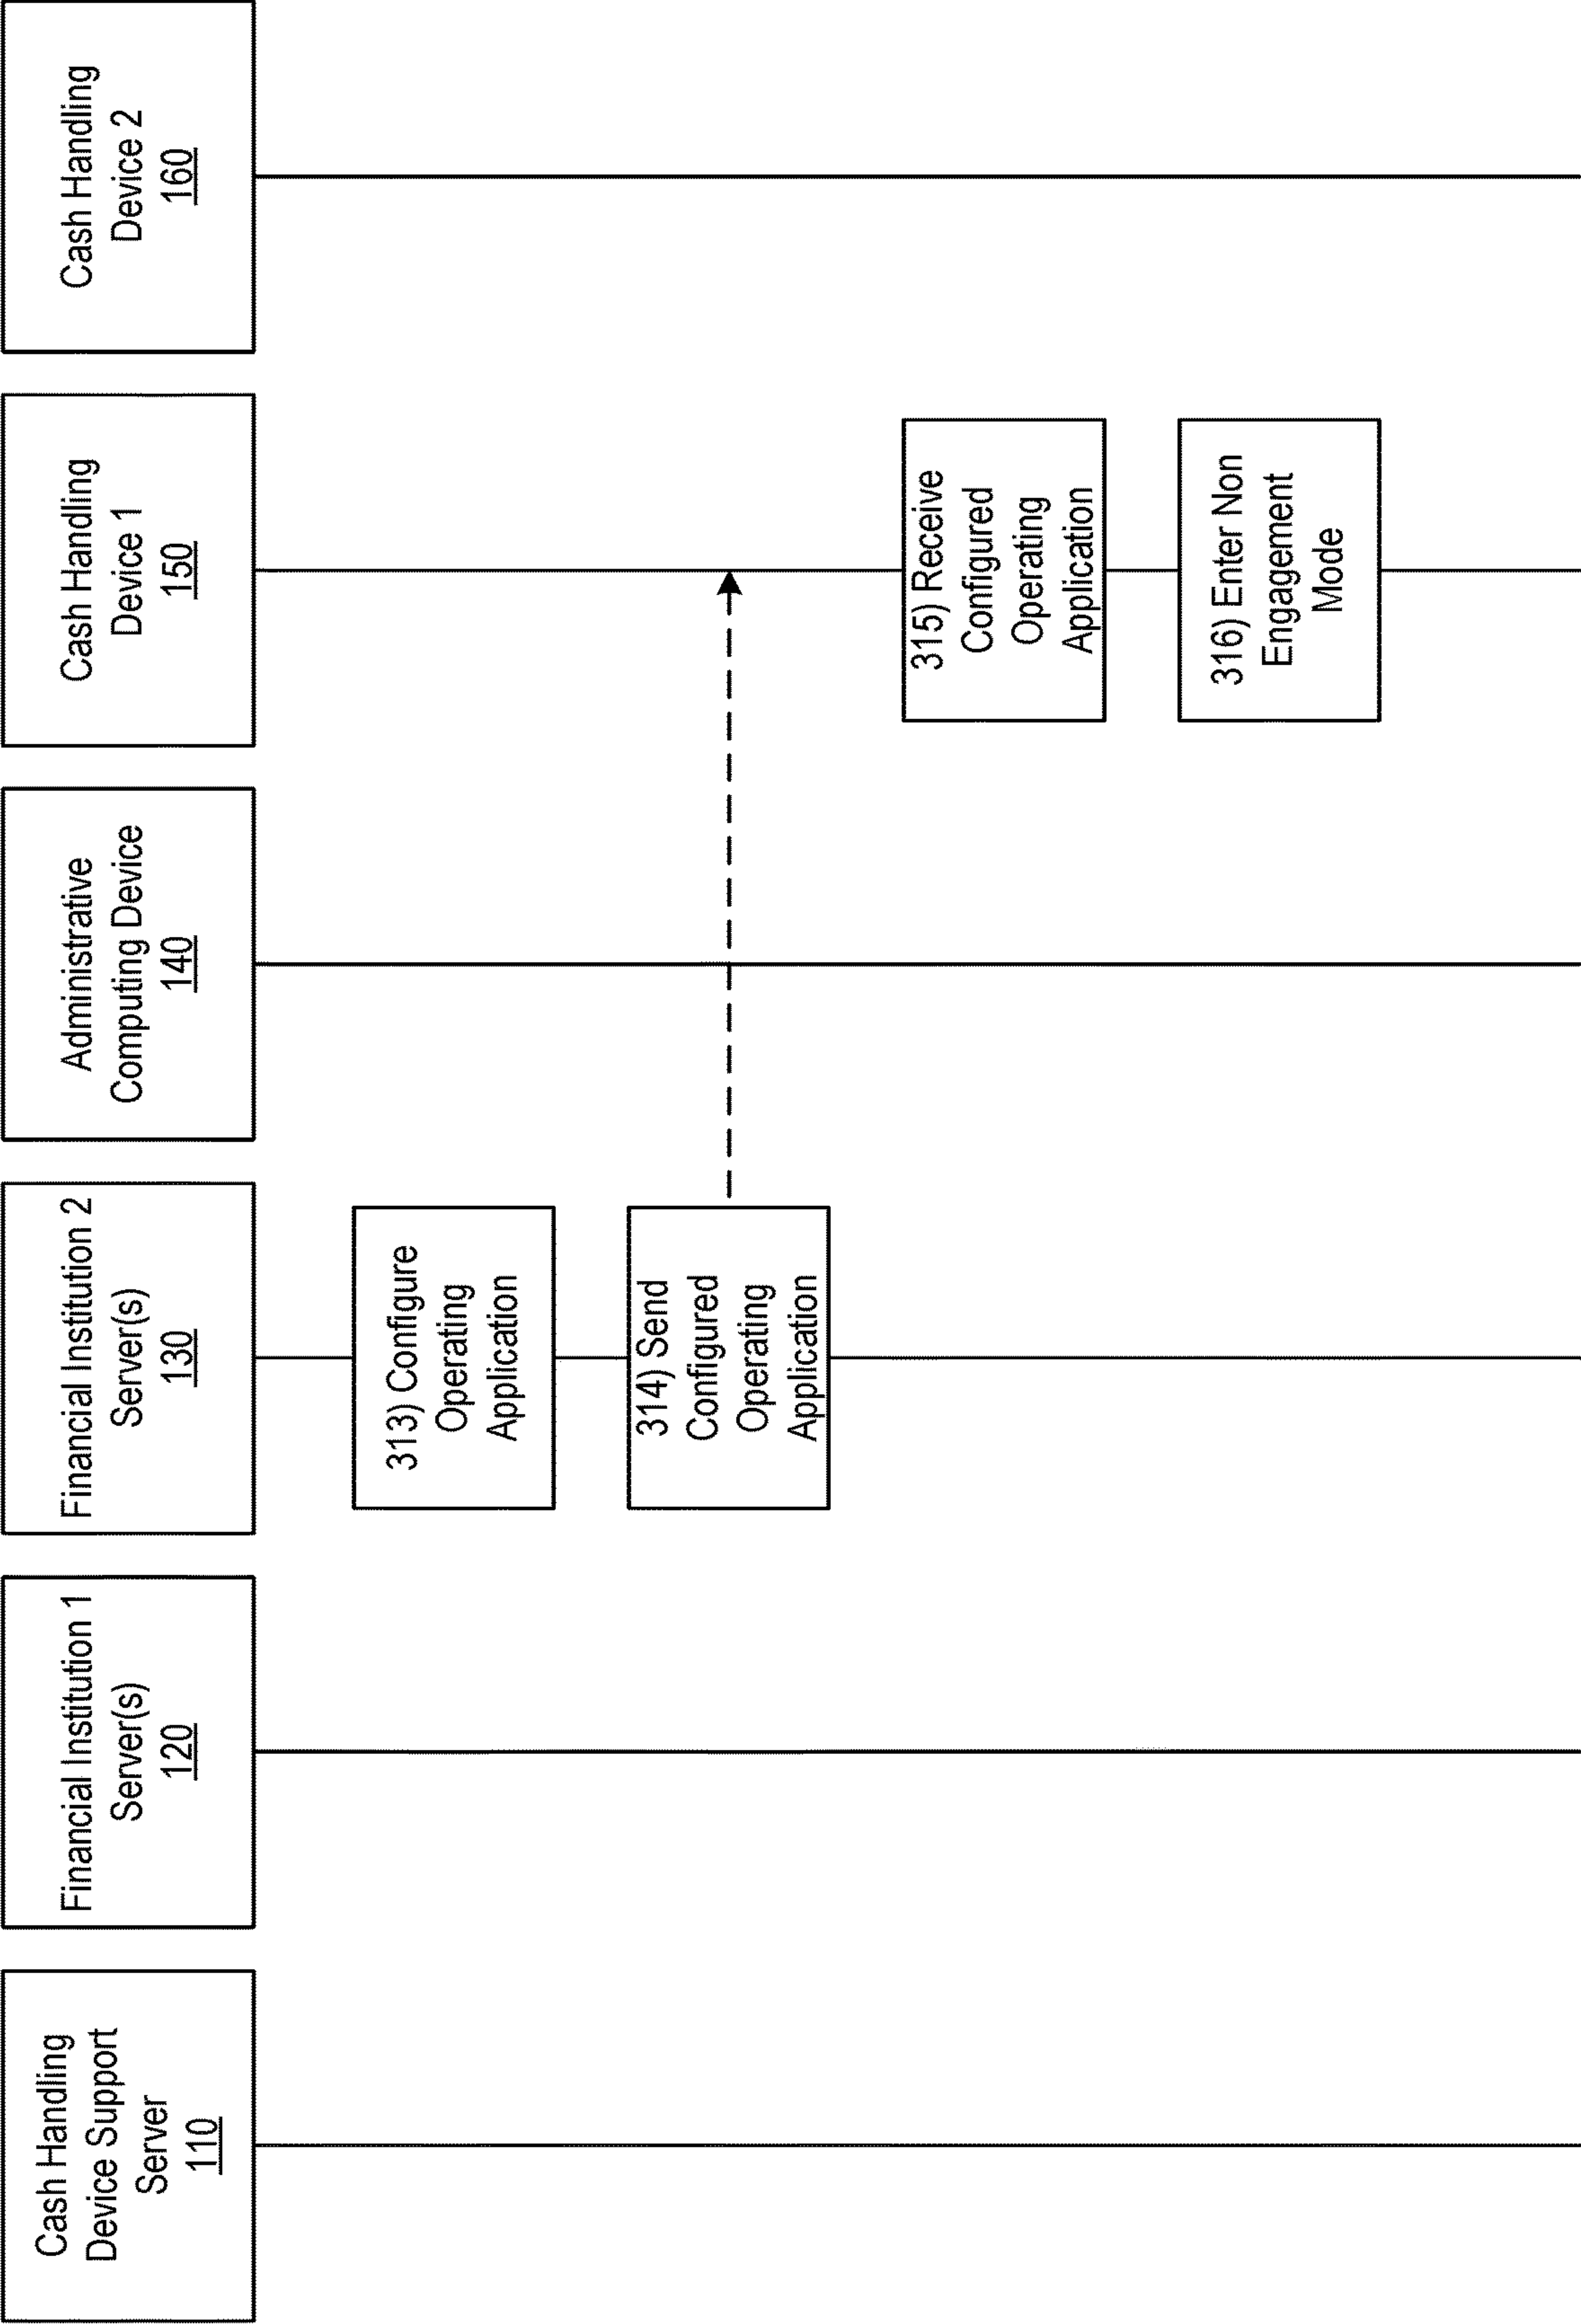 Cash Handling
Device Support
Server
110
Financial Institution 1
Server(s)
120
Financial Institution 2
Server(s)
130
Administrative
Computing Device
140
Cash Handling
Device 1
150
Cash Handling
Device 2
160
313) Configure
Operating
Application
314) Send
Configured
Operating
Application
315) Receive
Configured
Operating
Application
316) Enter Non
Engagement
Mode